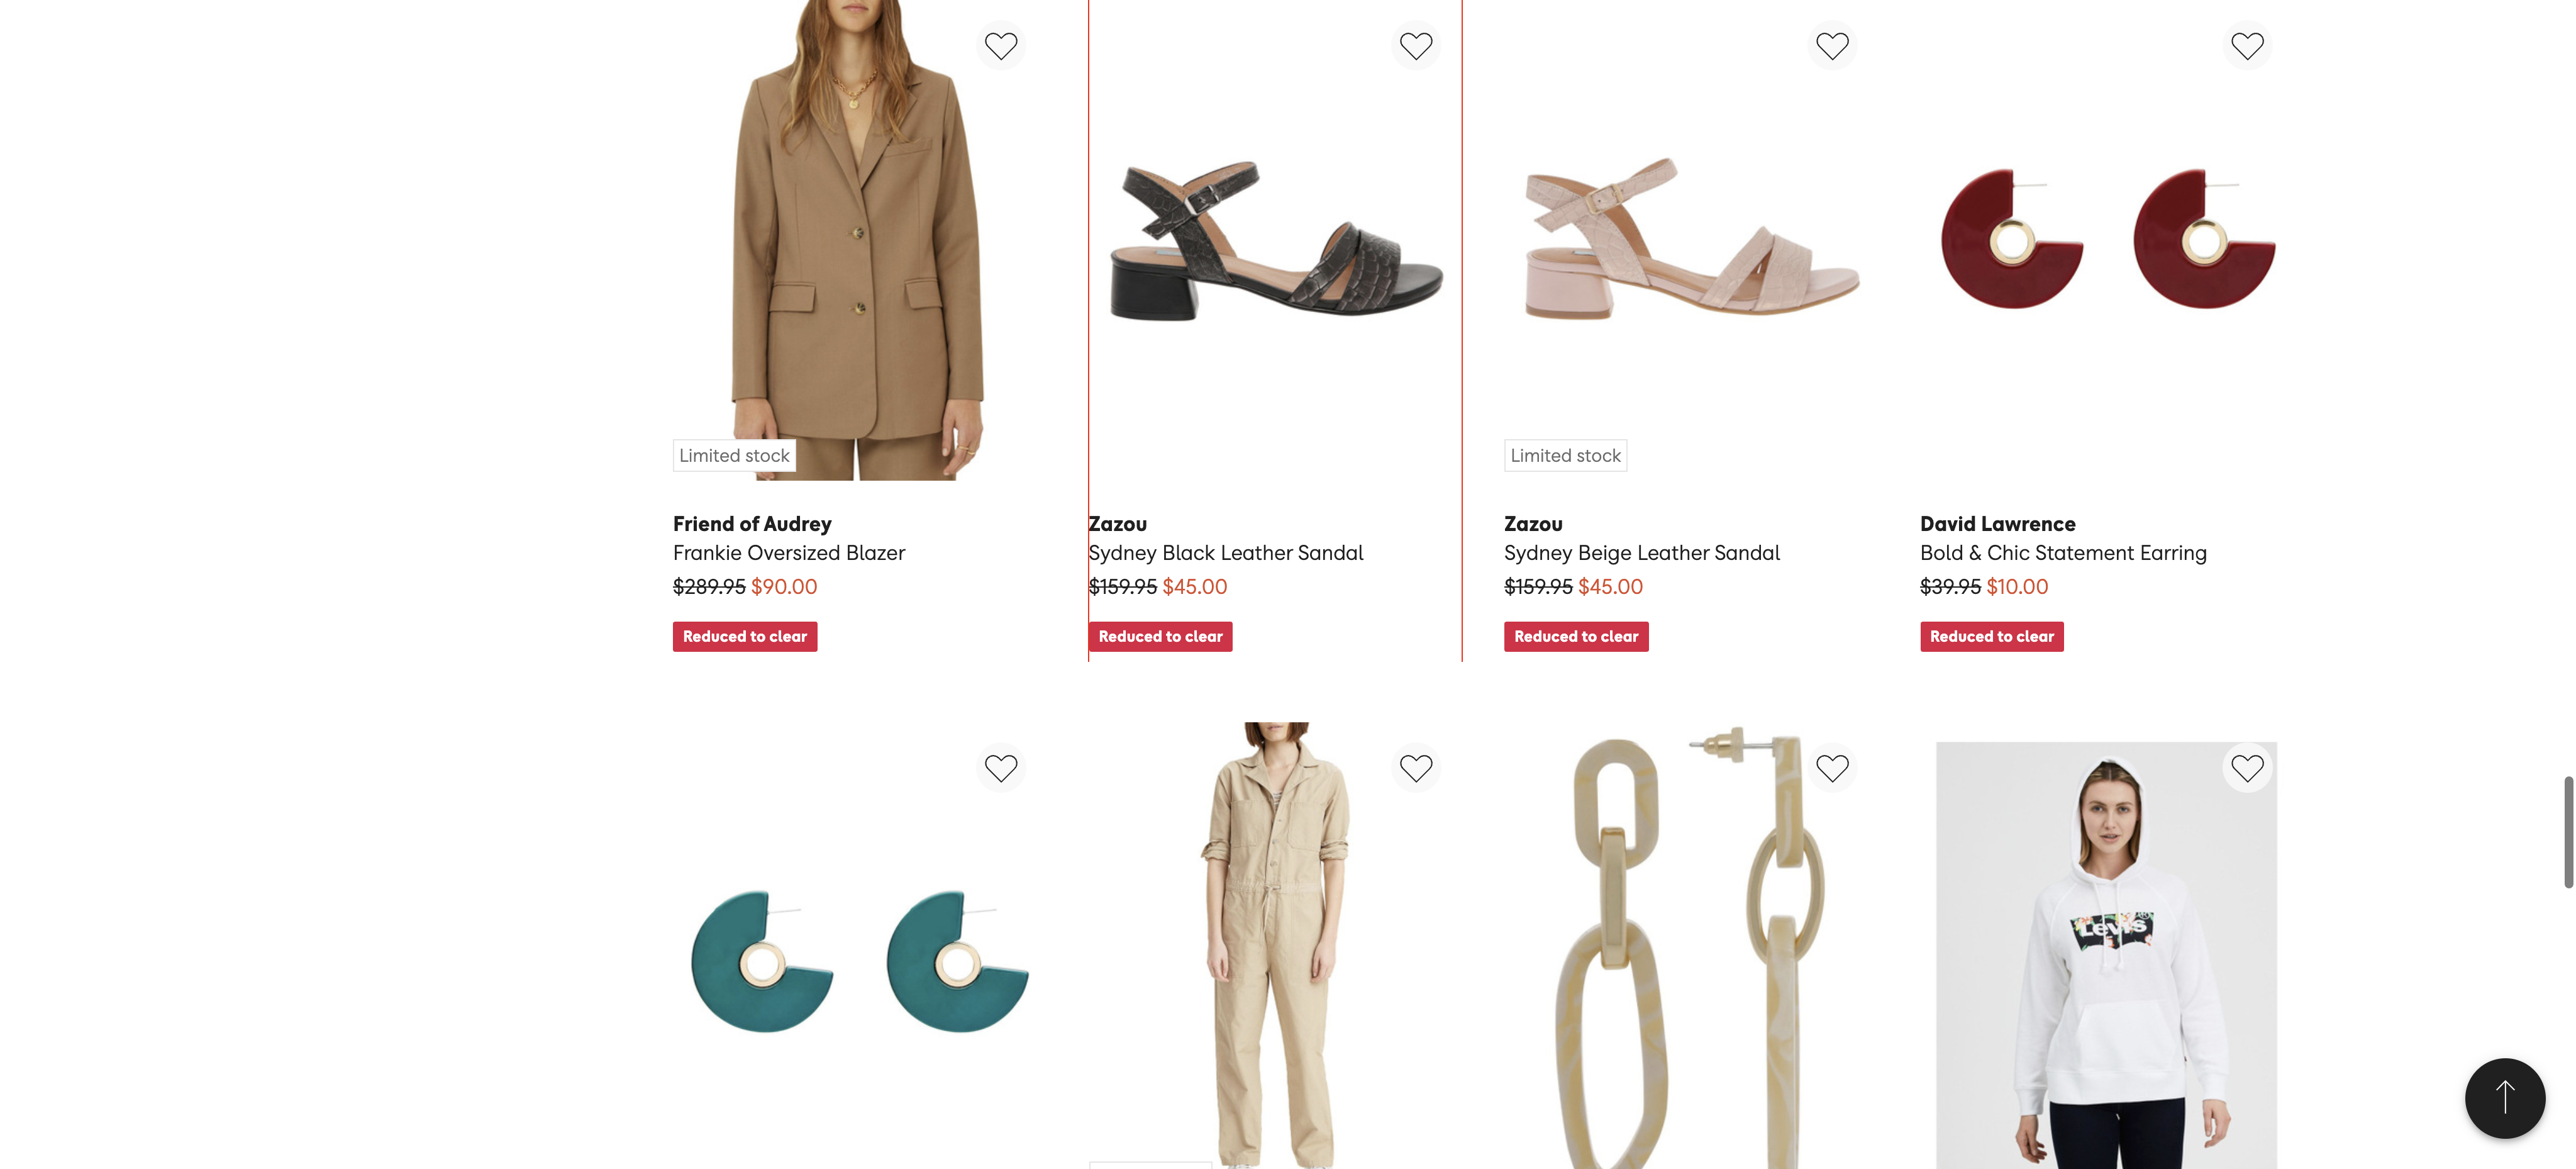 Limited stock
Limited stock
Friend of Audrey
Frankie Oversized Blazer
$289.95 $90.00
Reduced to clear
Zazou
Sydney Black Leather Sandal
$159.95 $45.00
Reduced to clear
Zazou
Sydney Beige Leather Sandal
$159.95 $45.00
Reduced to clear
David Lawrence
Bold & Chic Statement Earring
$39.95 $10.00
Reduced to clear
Levi's